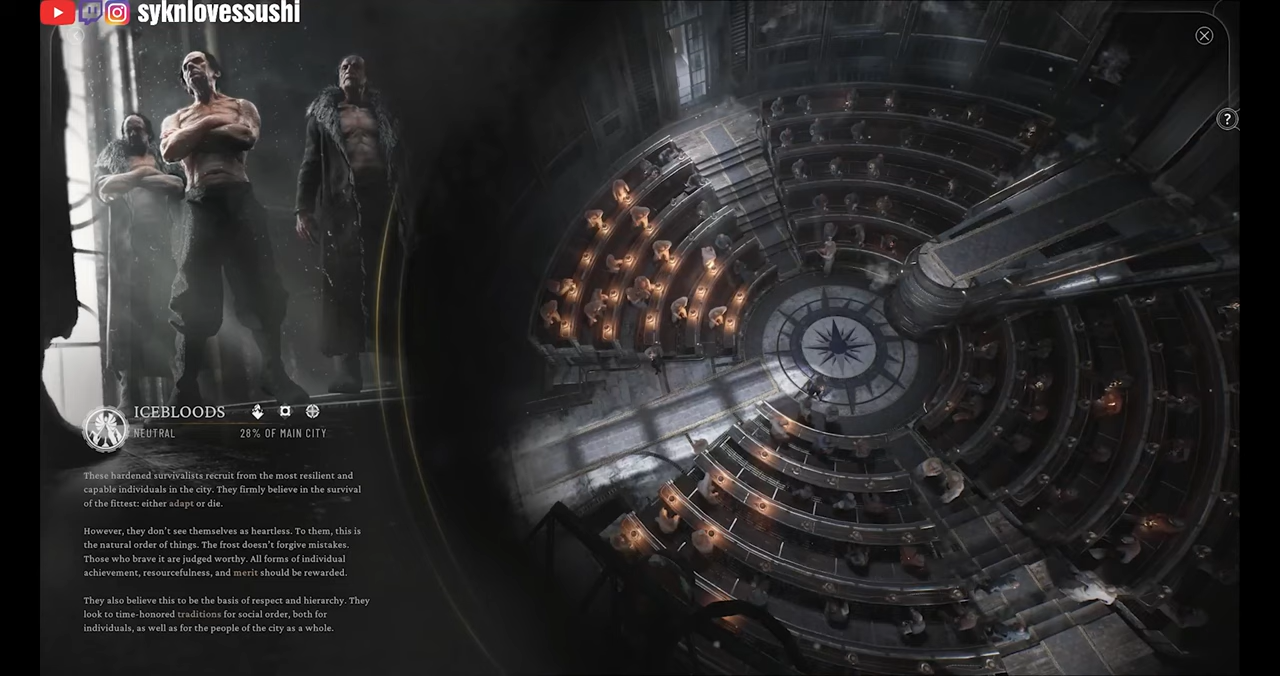 syknlovessushi
?
ICEBLOODS
NEUTRAL 28% OF MAIN CITY
These hardened survivalists recruit from the most resilient and
capable individuals in the city. They firmly believe in the survival
of the fittest: either adapt or die.
However, they don't see themselves as heartless. To them, this is
the natural order of things. The frost doesn't forgive mistakes.
Those who brave it are judged worthy. All forms of individual
achievement, resourcefulness, and merit should be rewarded.
They also believe this to be the basis of respect and hierarchy. They
look to time-honored traditions for social order, both for
individuals, as well as for the people of the city as a whole.